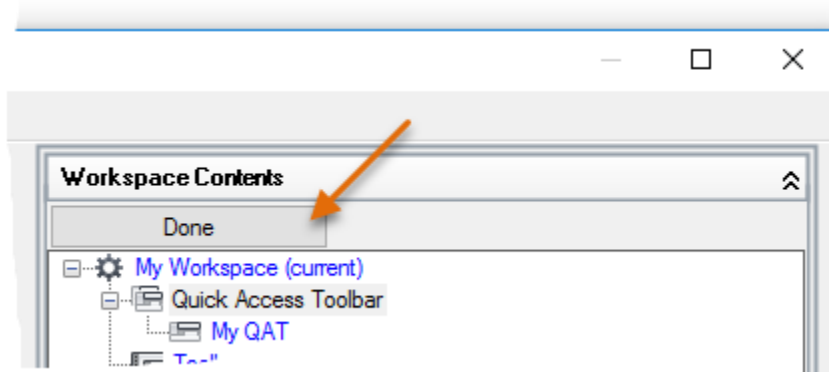 Workspace Contents
Done
My Workspace (current)
Quick Access Toolbar
My QAT